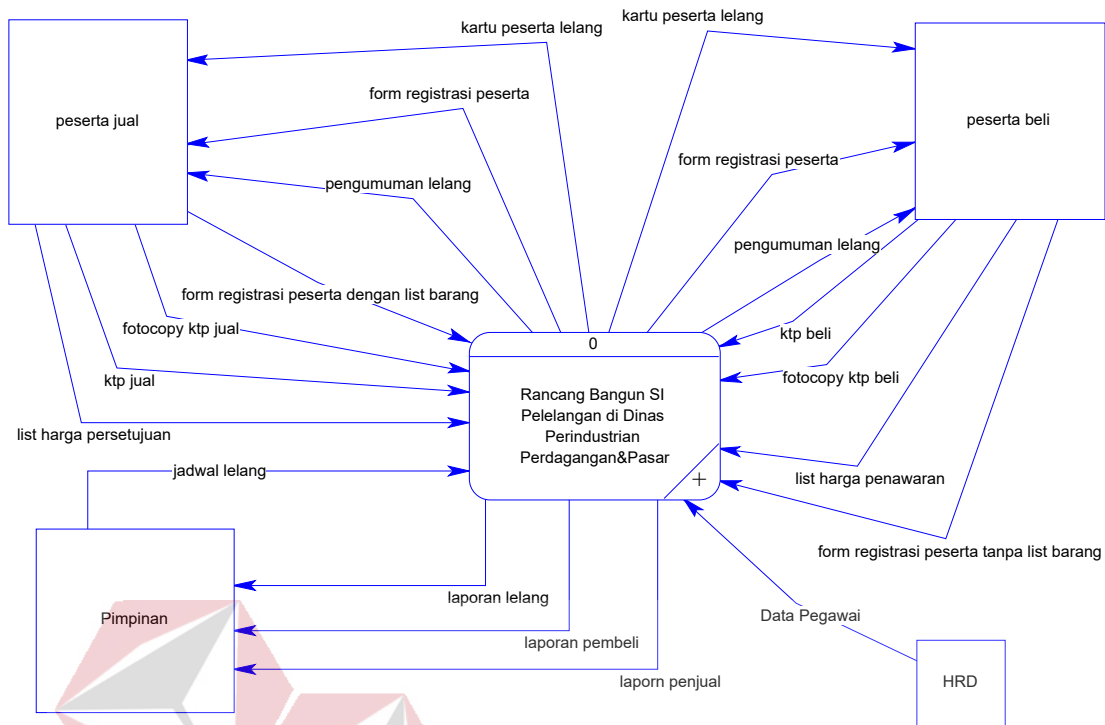 kartu peserta lelang
kartu peserta lelang
form registrasi peserta
peserta jual
peserta beli
form registrasi peserta
pengumuman lelang
pengumuman lelang
form registrasi peserta dengan list barang
fotocopy ktp jual
ktp beli
0
ktp jual
fotocopy ktp beli
Rancang Bangun SI
Pelelangan di Dinas
Perindustrian
Perdagangan&Pasar
list harga persetujuan
jadwal lelang
list harga penawaran
+
form registrasi peserta tanpa list barang
laporan lelang
Pimpinan
Data Pegawai
laporan pembeli
laporn penjual
HRD